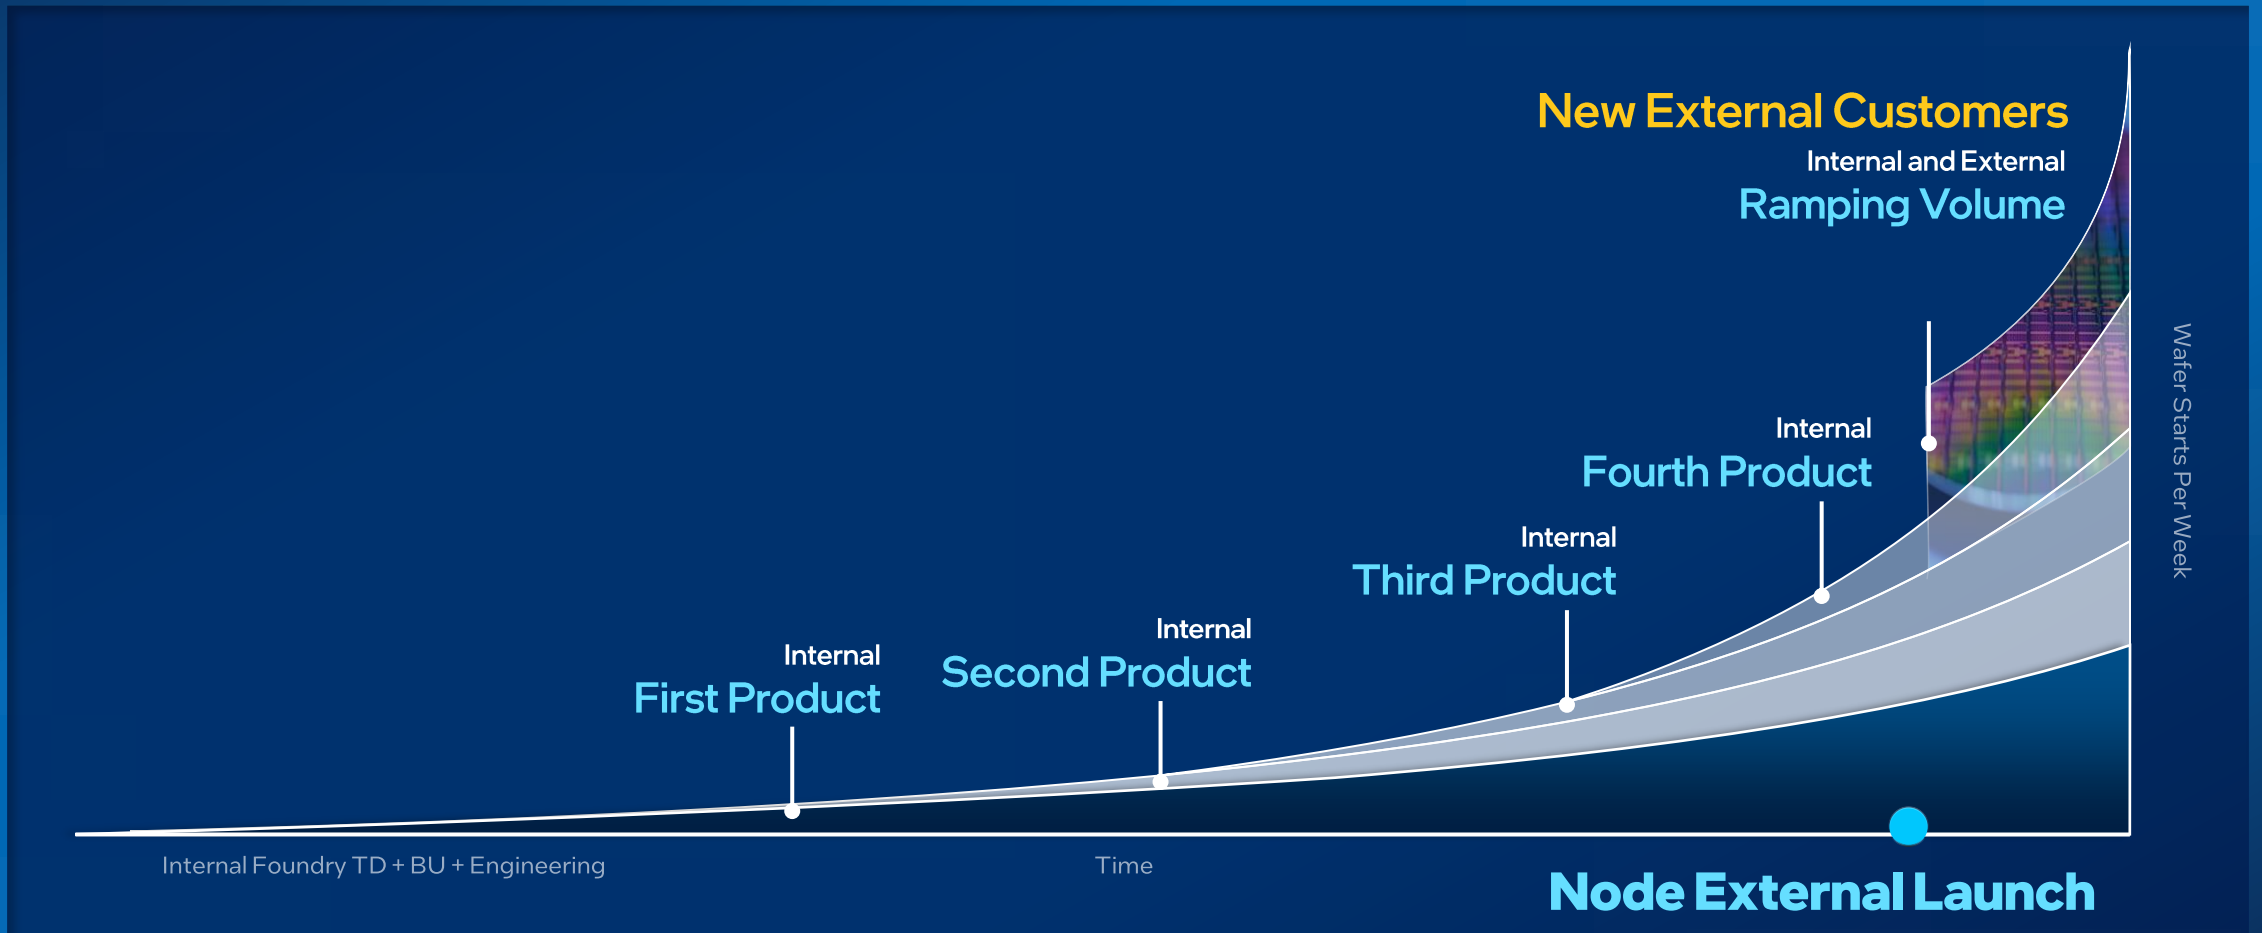 New External Customers
Internal and External
Ramping Volume
Internal
Fourth Product
Internal
Third Product
Internal
Second Product
Internal
First Product
Wafer Starts Per Week
Internal Foundry TD + BU + Engineering
Time
Node External Launch